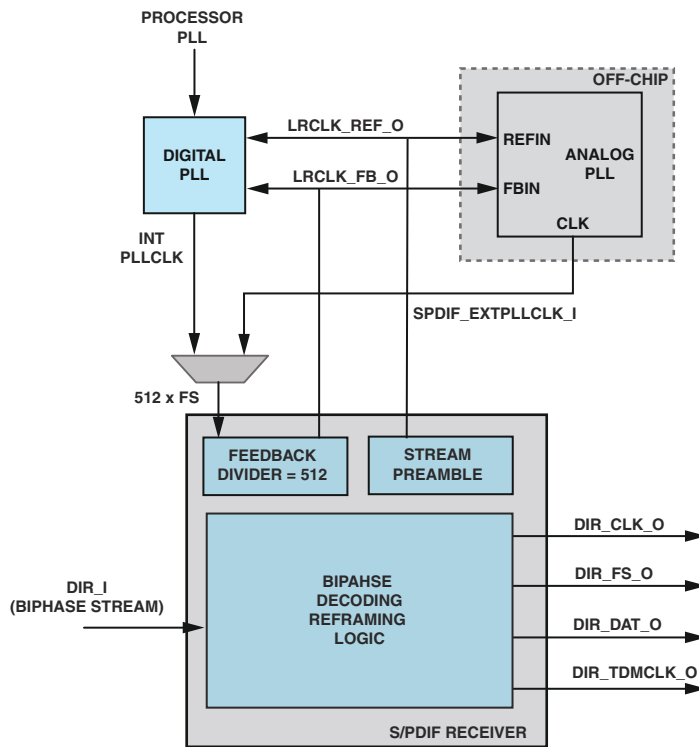 PROCESSOR
PLL
OFF-CHIP
LRCLK_REF_O
REFIN
DIGITAL
PLL
ANALOG
PLL
LRCLK_FB_O
FBIN
CLK
INT
PLLCLK
SPDIF_EXTPLLCLK_I
512 x FS
FEEDBACK
DIVIDER = 512
STREAM
PREAMBLE
DIR_CLK_O
DIR_I
(BIPHASE STREAM)
BIPAHSE
DECODING
REFRAMING
LOGIC
DIR_FS_O
DIR_DAT_O
DIR_TDMCLK_O
S/PDIF RECEIVER